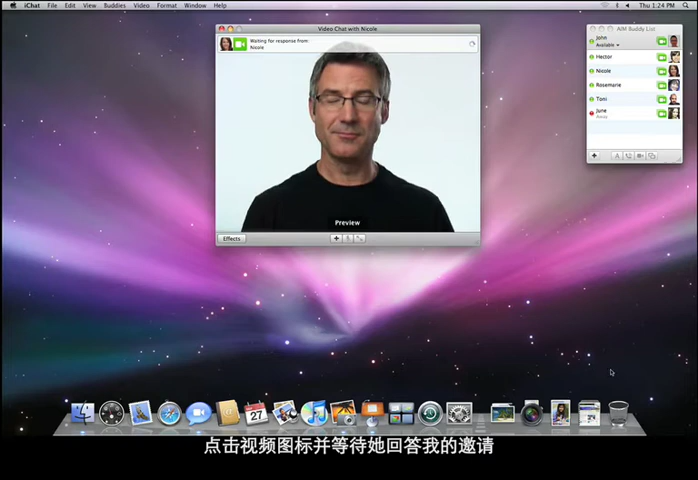 iChat File Edit View Buddies Video Format Window Help
Thu 1:24 PM
Video Chat with Nicole
Waiting for response from:
Nicole
Preview
Effects
AIM Buddy List
John
Available
Hector
Nicole
Rosemarie
Toni
June
Away
27
点击视频图标并等待她回答我的邀请